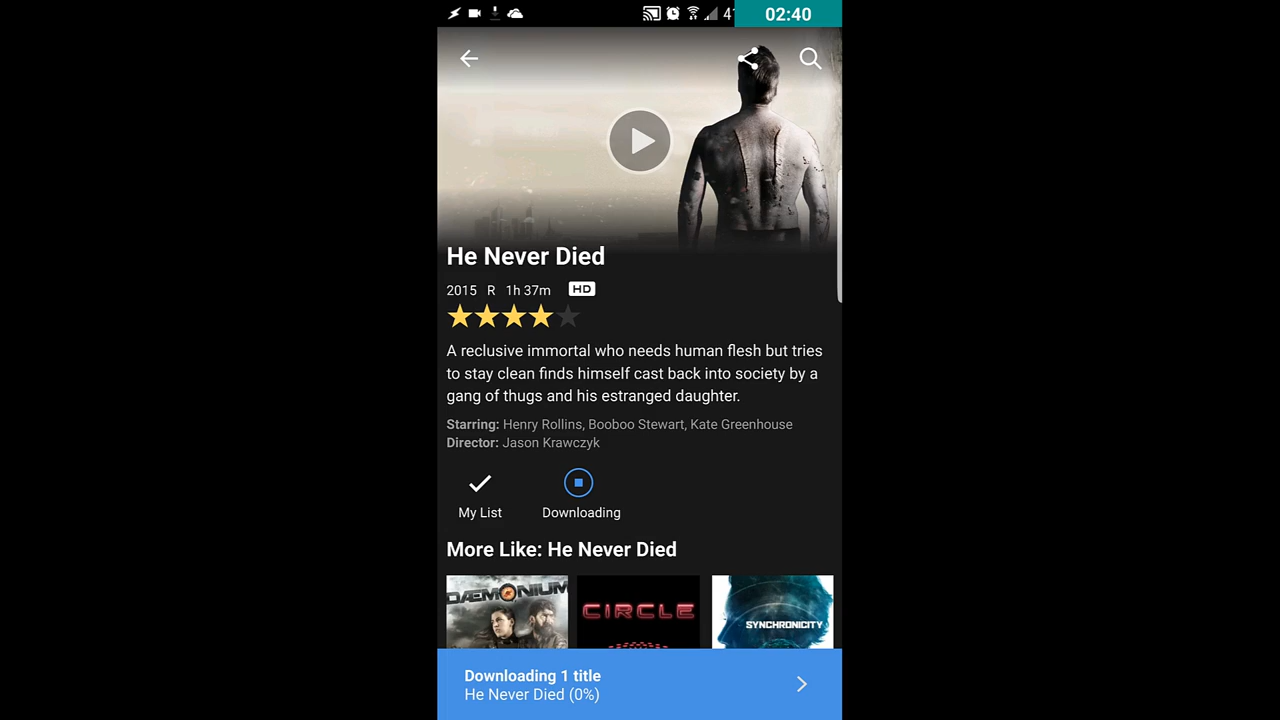 02:40
He Never Died
2015 R 1h 37m HD
A reclusive immortal who needs human flesh but tries
to stay clean finds himself cast back into society by a
gang of thugs and his estranged daughter.
Starring: Henry Rollins, Booboo Stewart, Kate Greenhouse
Director: Jason Krawczyk
My List Downloading
More Like: He Never Died
DÆMONIUM CIRCLE SYNCHRONICITY
Downloading 1 title
He Never Died (0%)